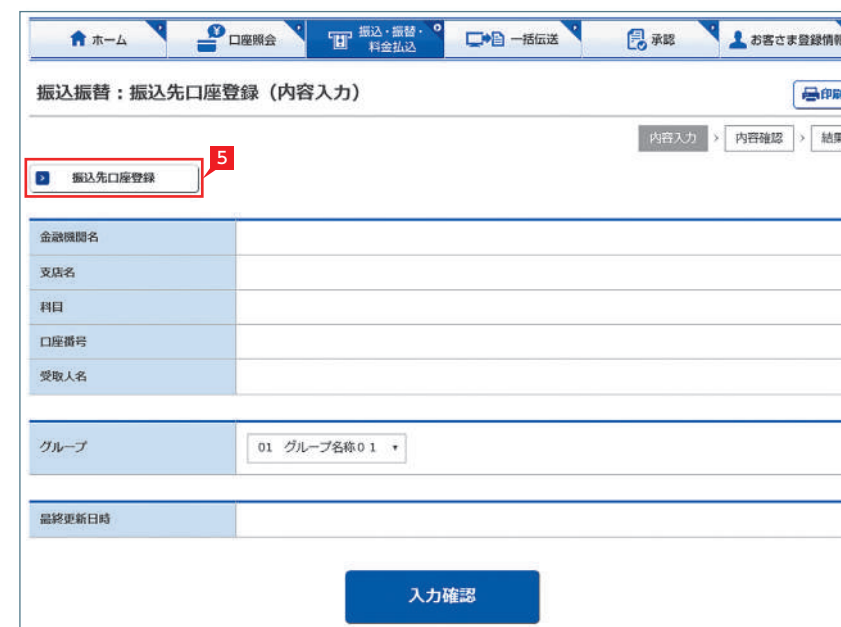 ホーム
口座照会
振込・振替・
料金払込
一括伝送
承認
お客さま登録情報
振込振替：振込先口座登録（内容入力）
印刷
内容入力 > 内容確認 > 結果
5
振込先口座登録
金融機関名
支店名
科目
口座番号
受取人名
グループ
01 グループ名称０１
最終更新日時
入力確認